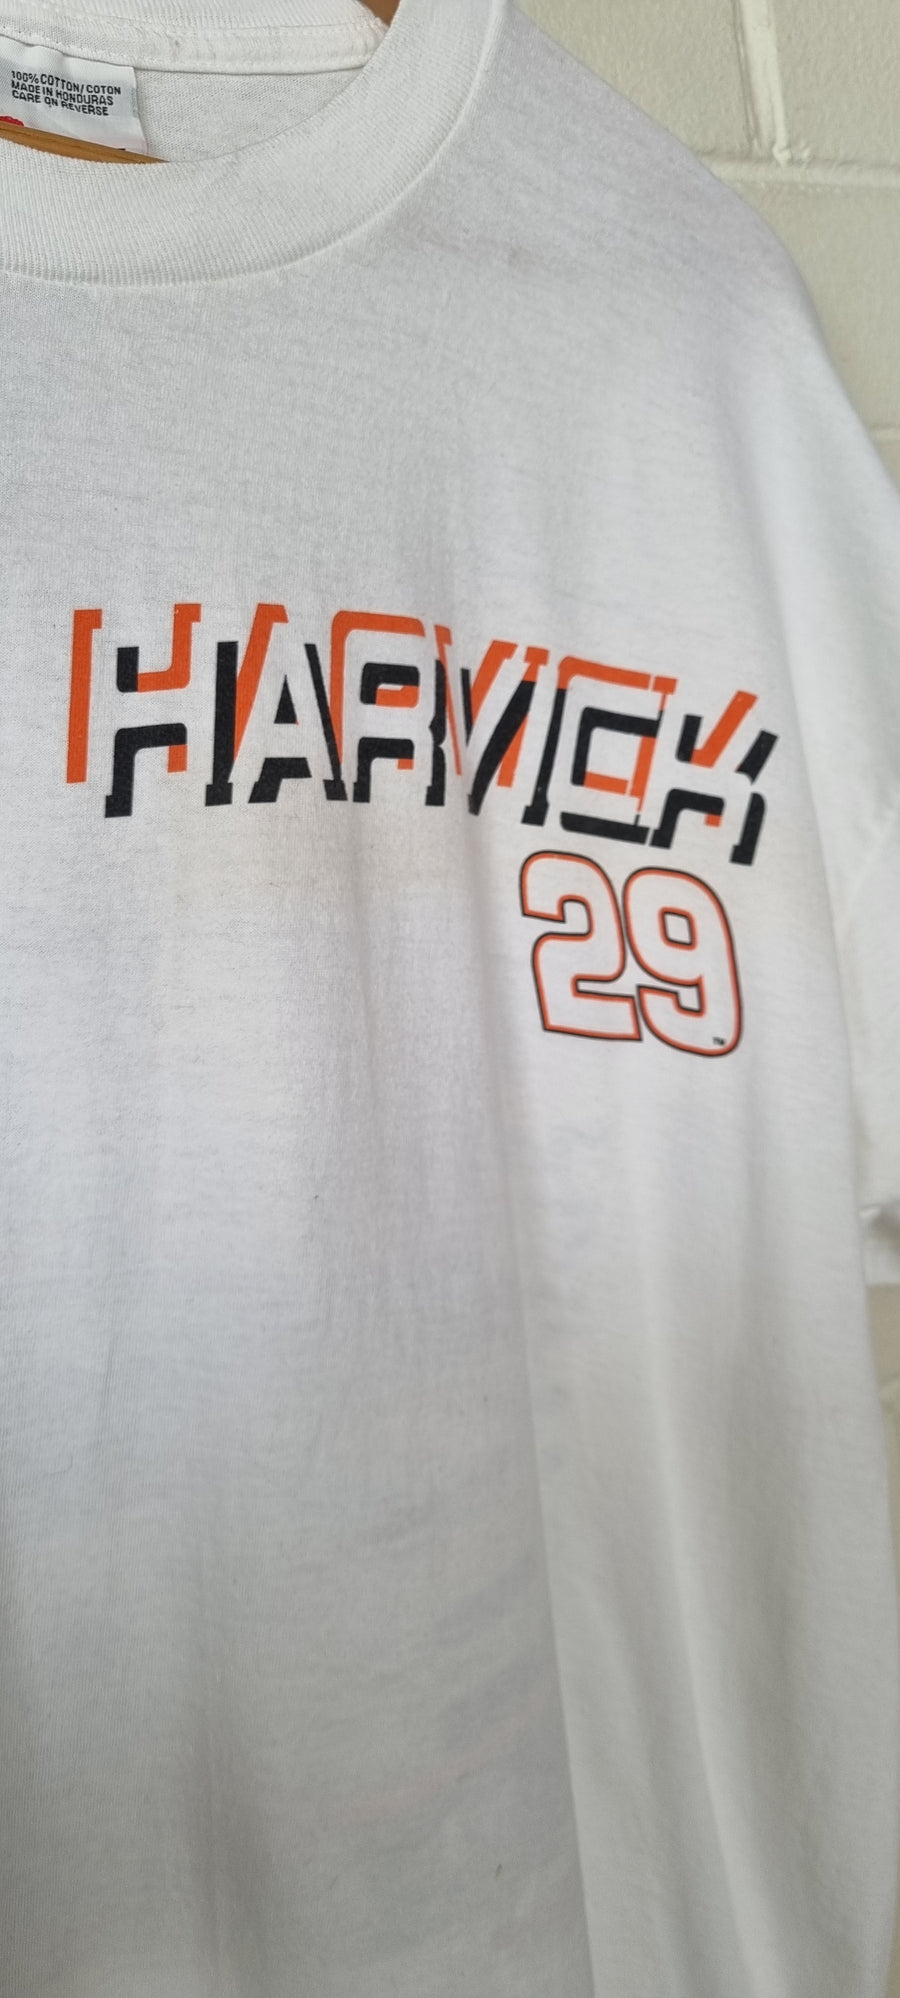 100% COTTON/COTON
MADE IN HONDURAS
CARE ON REVERSE
HARVICK
29
TM